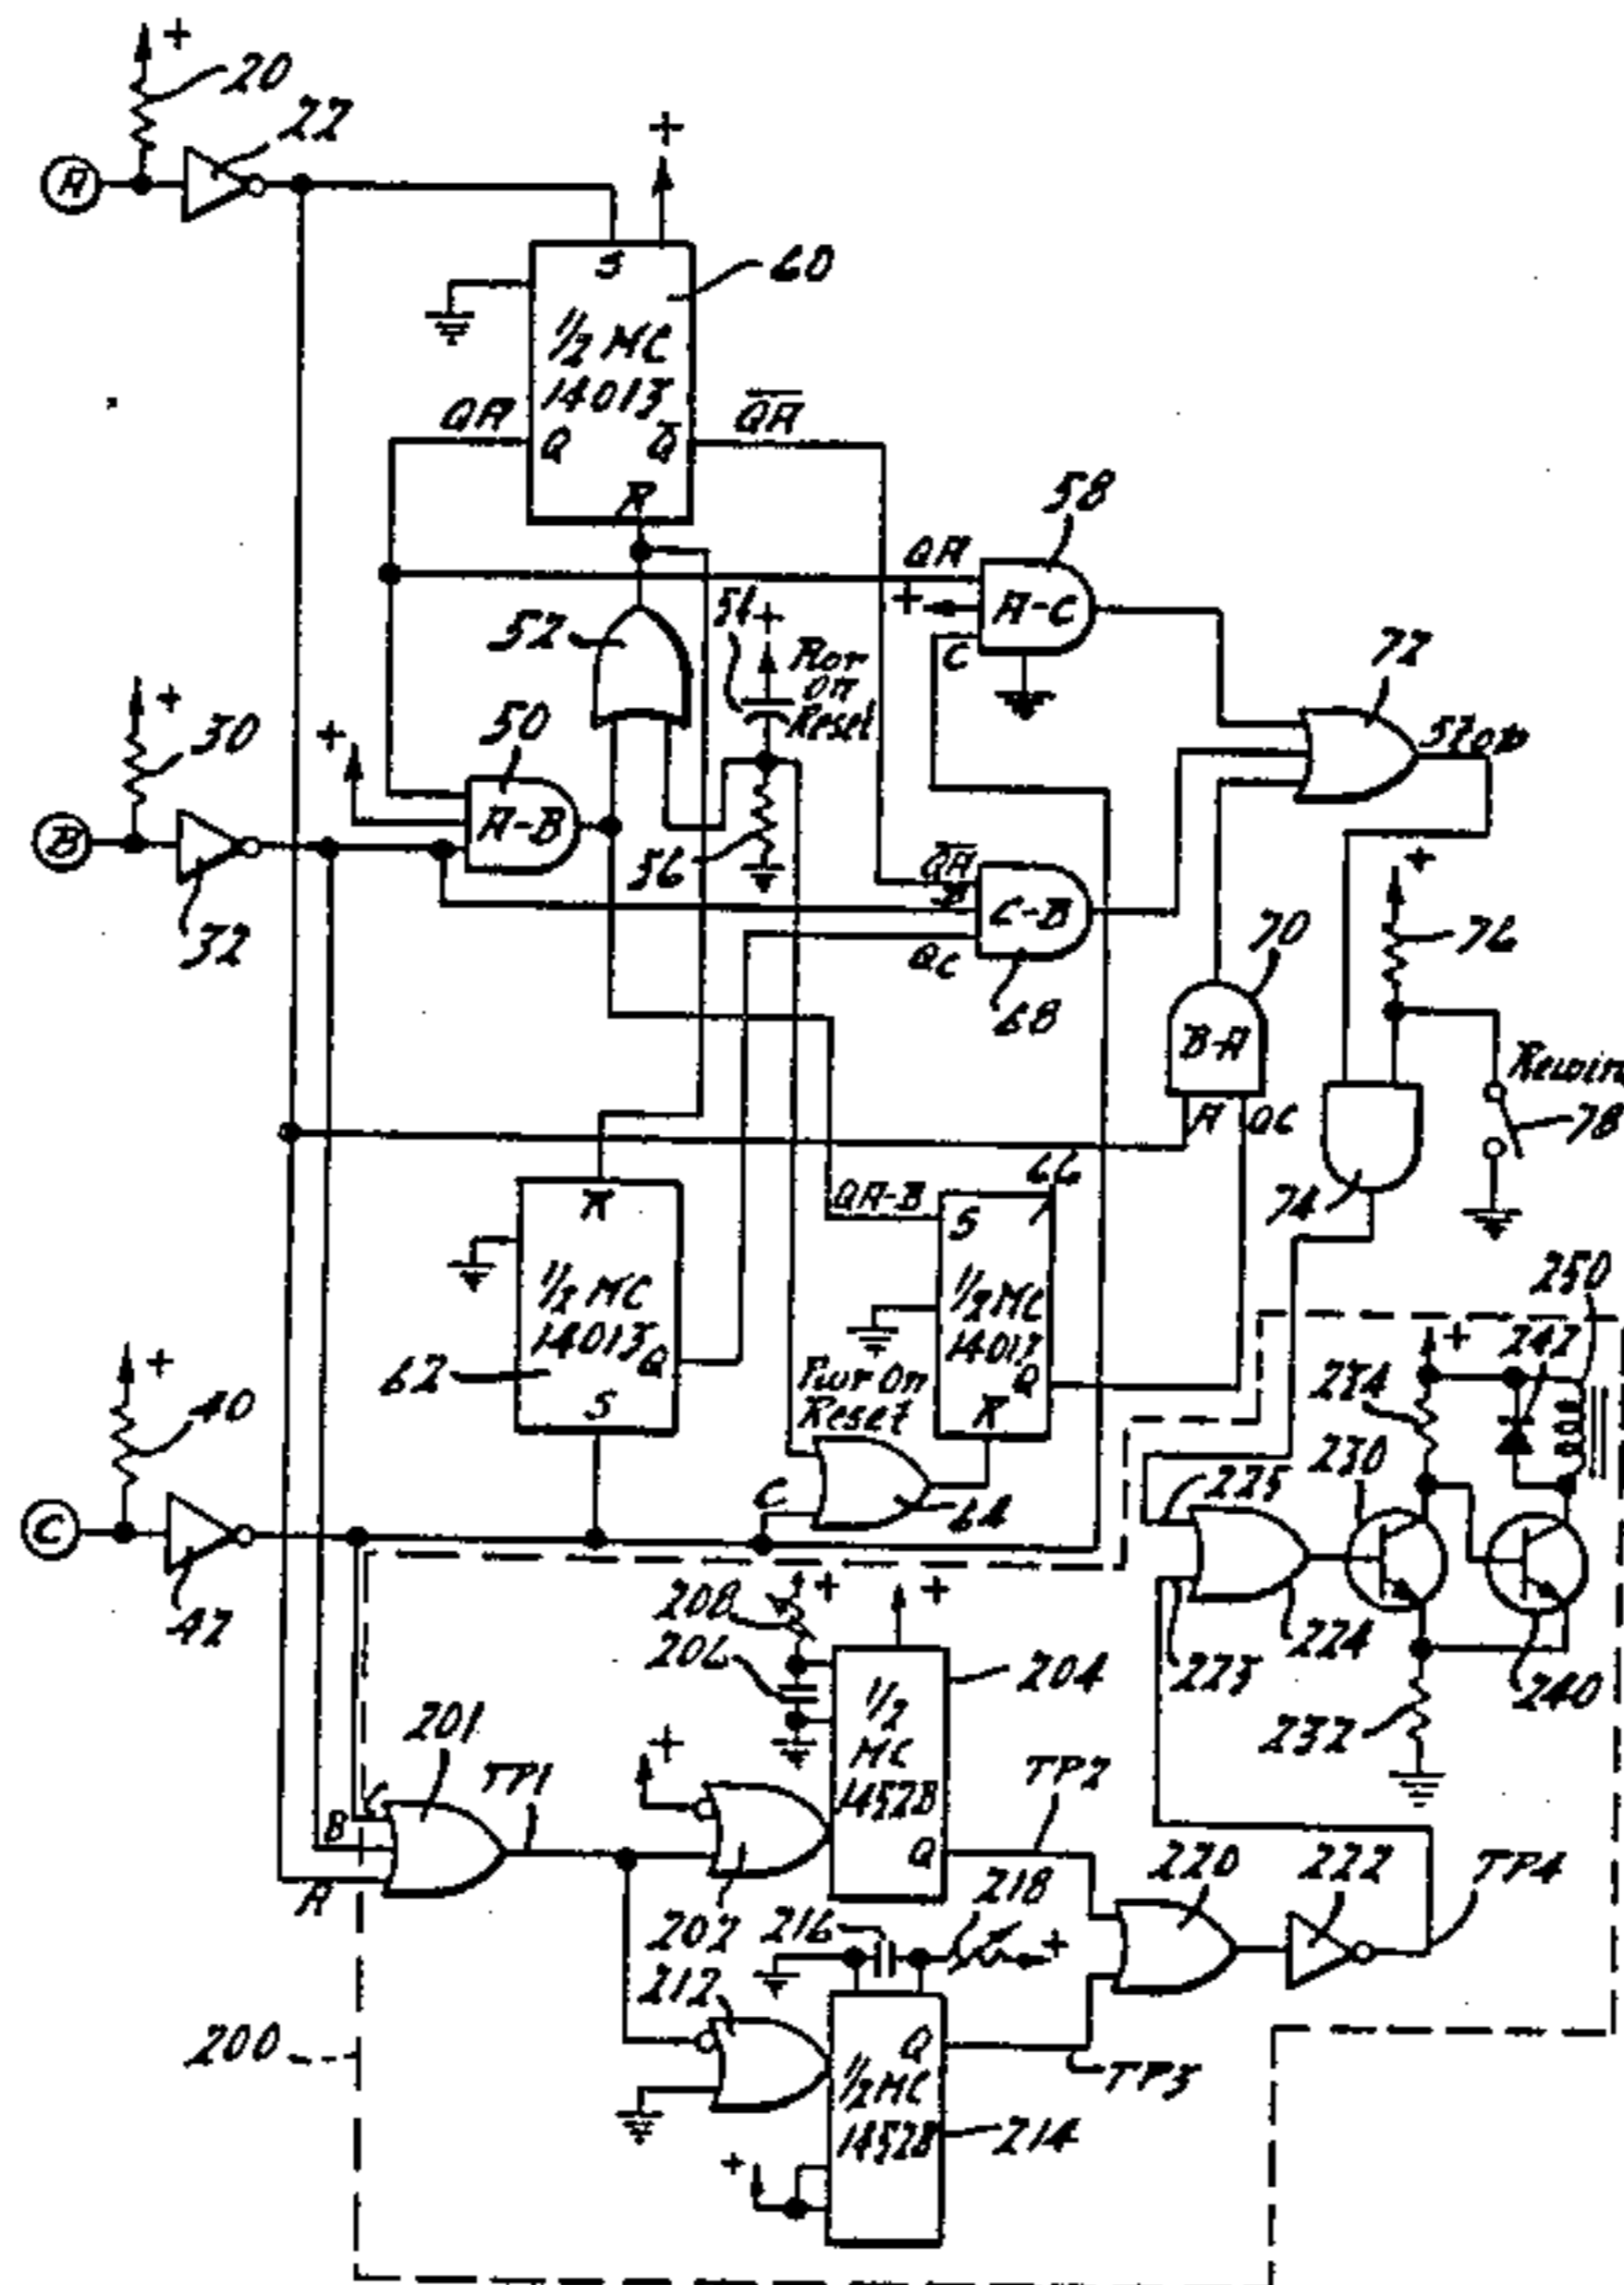 +
20
22
A
+
S
60
1/2 MC
14013
QA
Q
Q̅
Q̅A̅
R
58
QA
+
A-C
C
54
+
Pwr
on
Reset
52
72
Stop
+
30
+
50
A-B
B
32
56
Q̅A̅
B
C-B
QC
68
+
76
70
B-A
A
QC
Rewind
78
74
66
QA-B
S
1/2 MC
14013
Q
R
R
1/2 MC
14013
Q
S
62
Pwr On
Reset
C
64
+
40
C
42
250
242
+
234
230
225
224
223
240
232
208
+
206
+
204
1/2
MC
14528
Q
201
TP1
+
C
B
A
202
TP2
218
220
222
TP4
216
+
212
Q
1/2 MC
14528
TP3
214
+
200